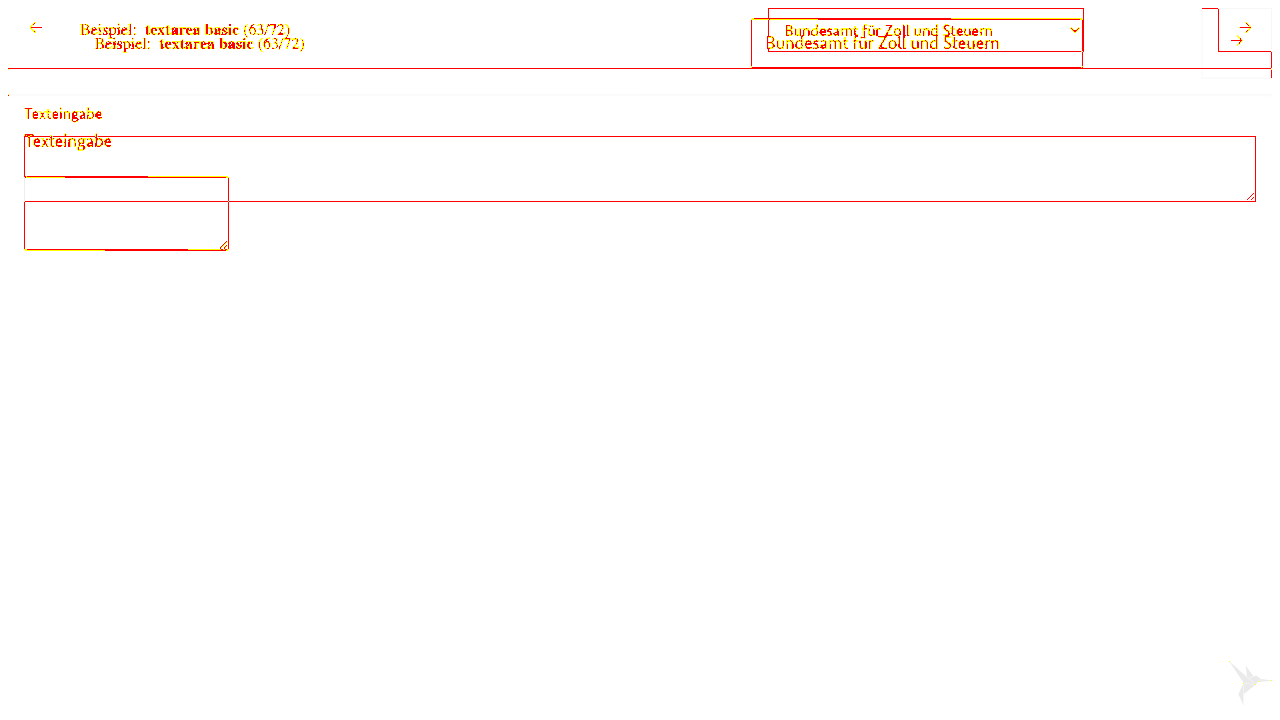 Beispiel: textarea basic (63/72)
Beispiel: textarea basic (63/72)
Bundesamt für Zoll und Steuern
Bundesamt für Zoll und Steuern
Texteingabe
Texteingabe